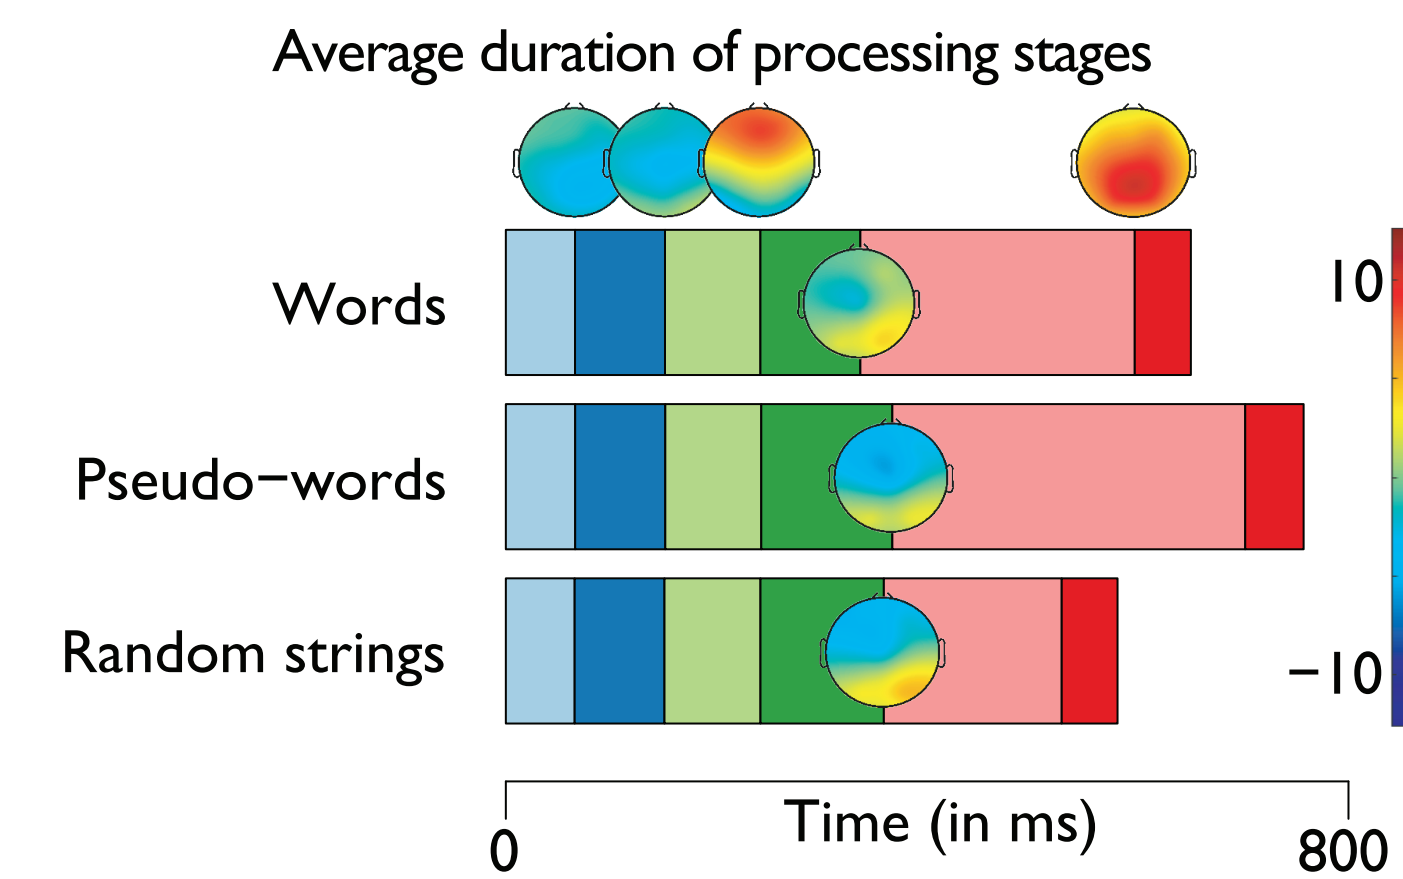 Average duration of processing stages
Words
10
Pseudo−words
Random strings
−10
Time (in ms)
0
800